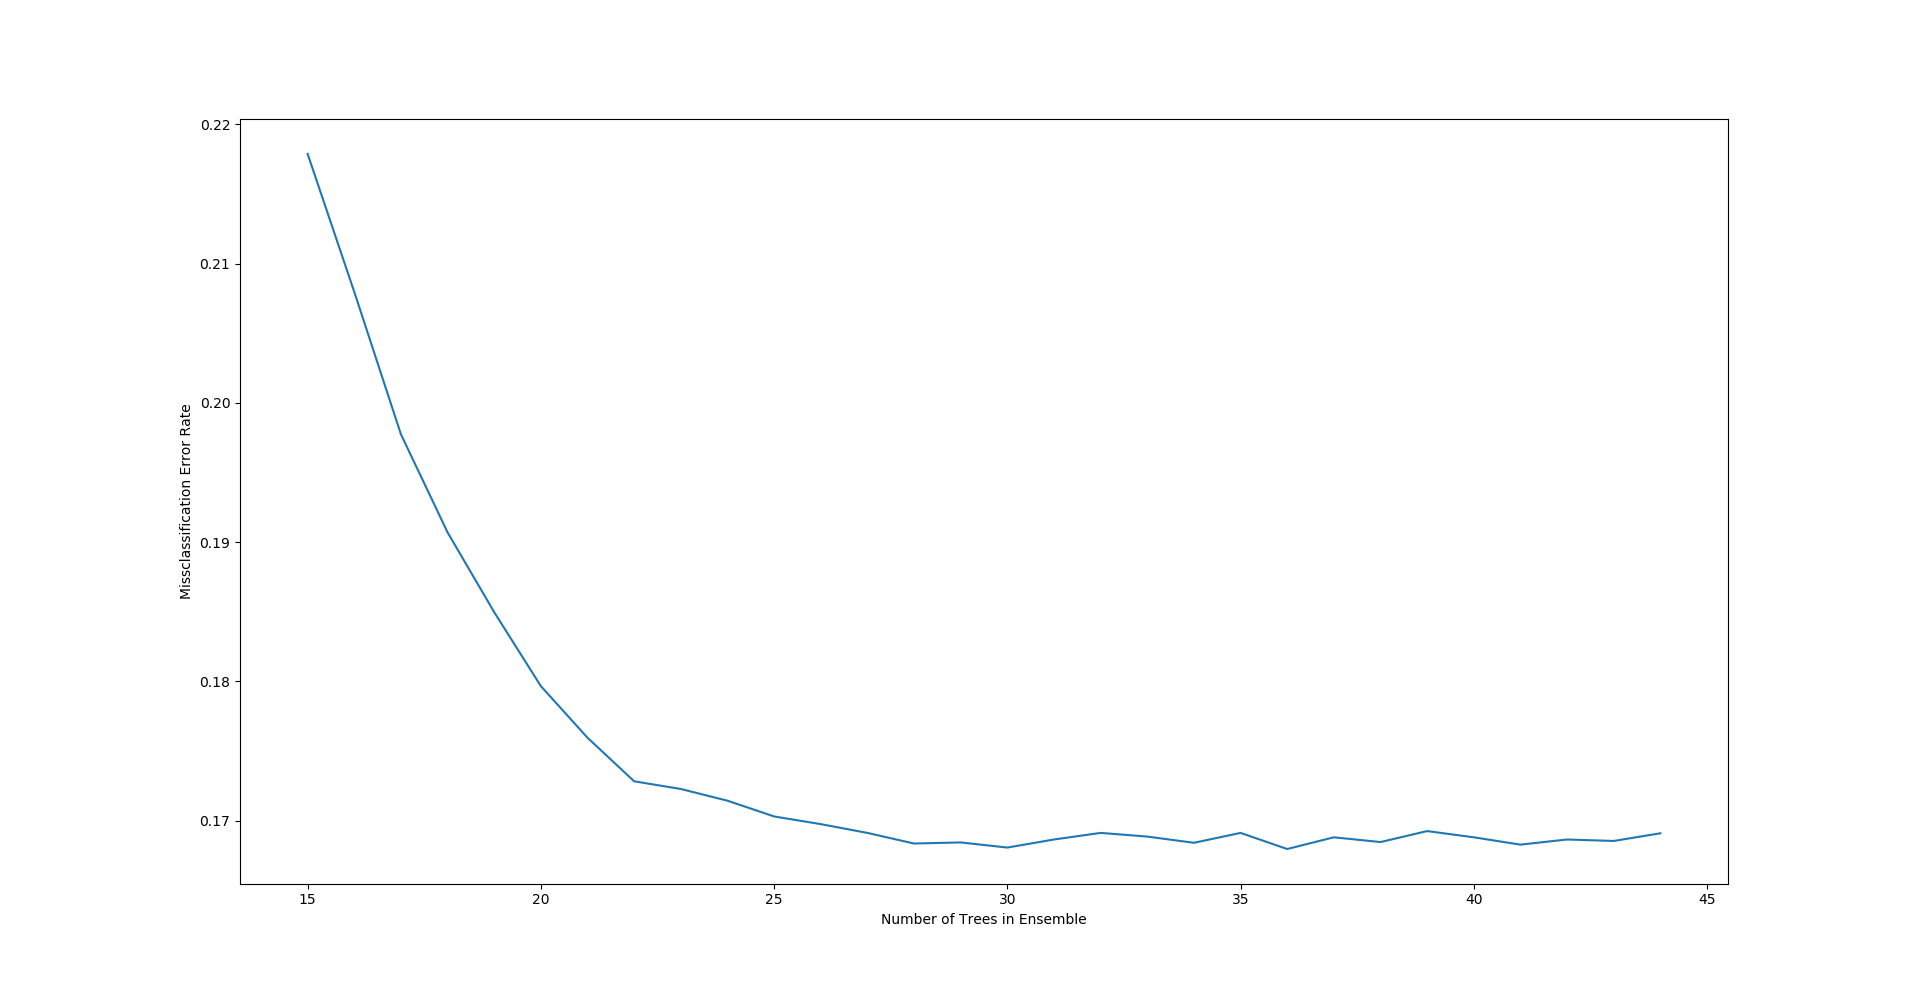 0.22
0.21
0.20
0.19
0.18
0.17
Missclassification Error Rate
15 20 25 30 35 40 45
Number of Trees in Ensemble